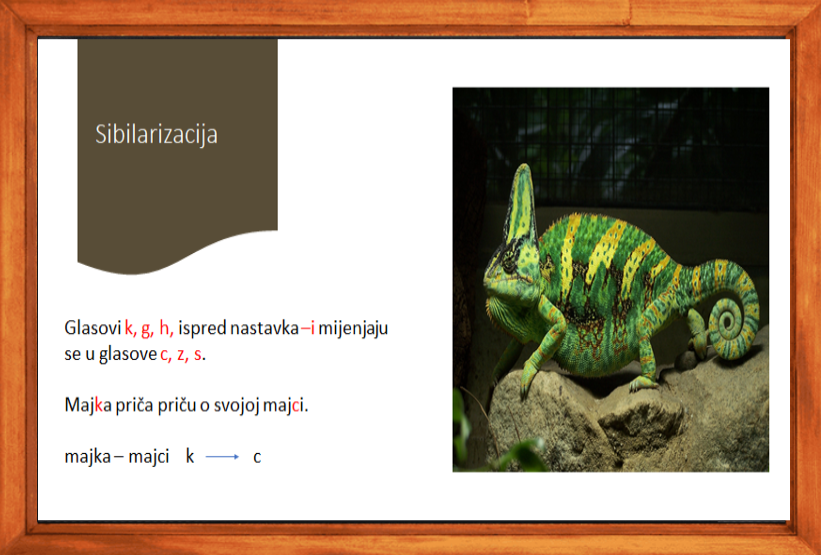 Sibilarizacija
Glasovi k, g, h, ispred nastavka –i mijenjaju
se u glasove c, z, s.
Majka priča priču o svojoj majci.
majka – majci k → c